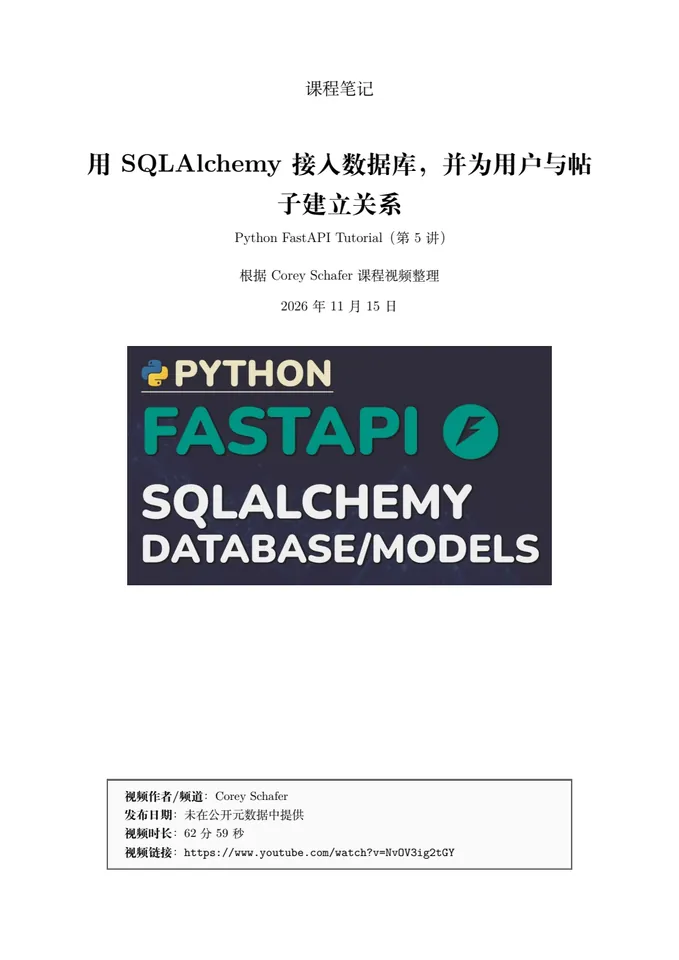 课程笔记
用 SQLAlchemy 接入数据库，并为用户与帖
子建立关系
Python FastAPI Tutorial（第 5 讲）
根据 Corey Schafer 课程视频整理
2026 年 11 月 15 日
PYTHON
FASTAPI
SQLALCHEMY
DATABASE/MODELS
视频作者/频道：Corey Schafer
发布日期：未在公开元数据中提供
视频时长：62 分 59 秒
视频链接：https://www.youtube.com/watch?v=NvOV3ig2tGY